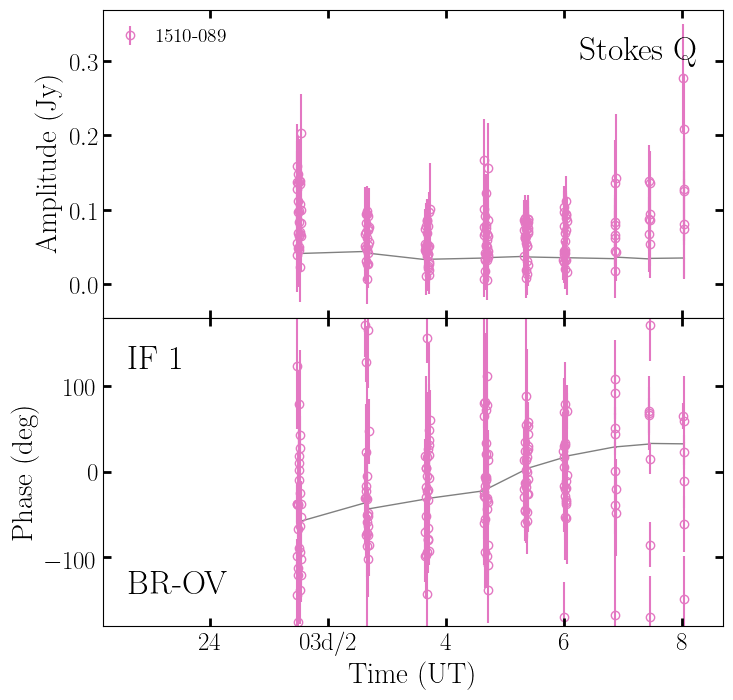 1510-089
Stokes Q
0.3
0.2
0.1
0.0
Amplitude (Jy)
IF 1
100
0
−100
Phase (deg)
BR-OV
24 03d/2 4 6 8
Time (UT)